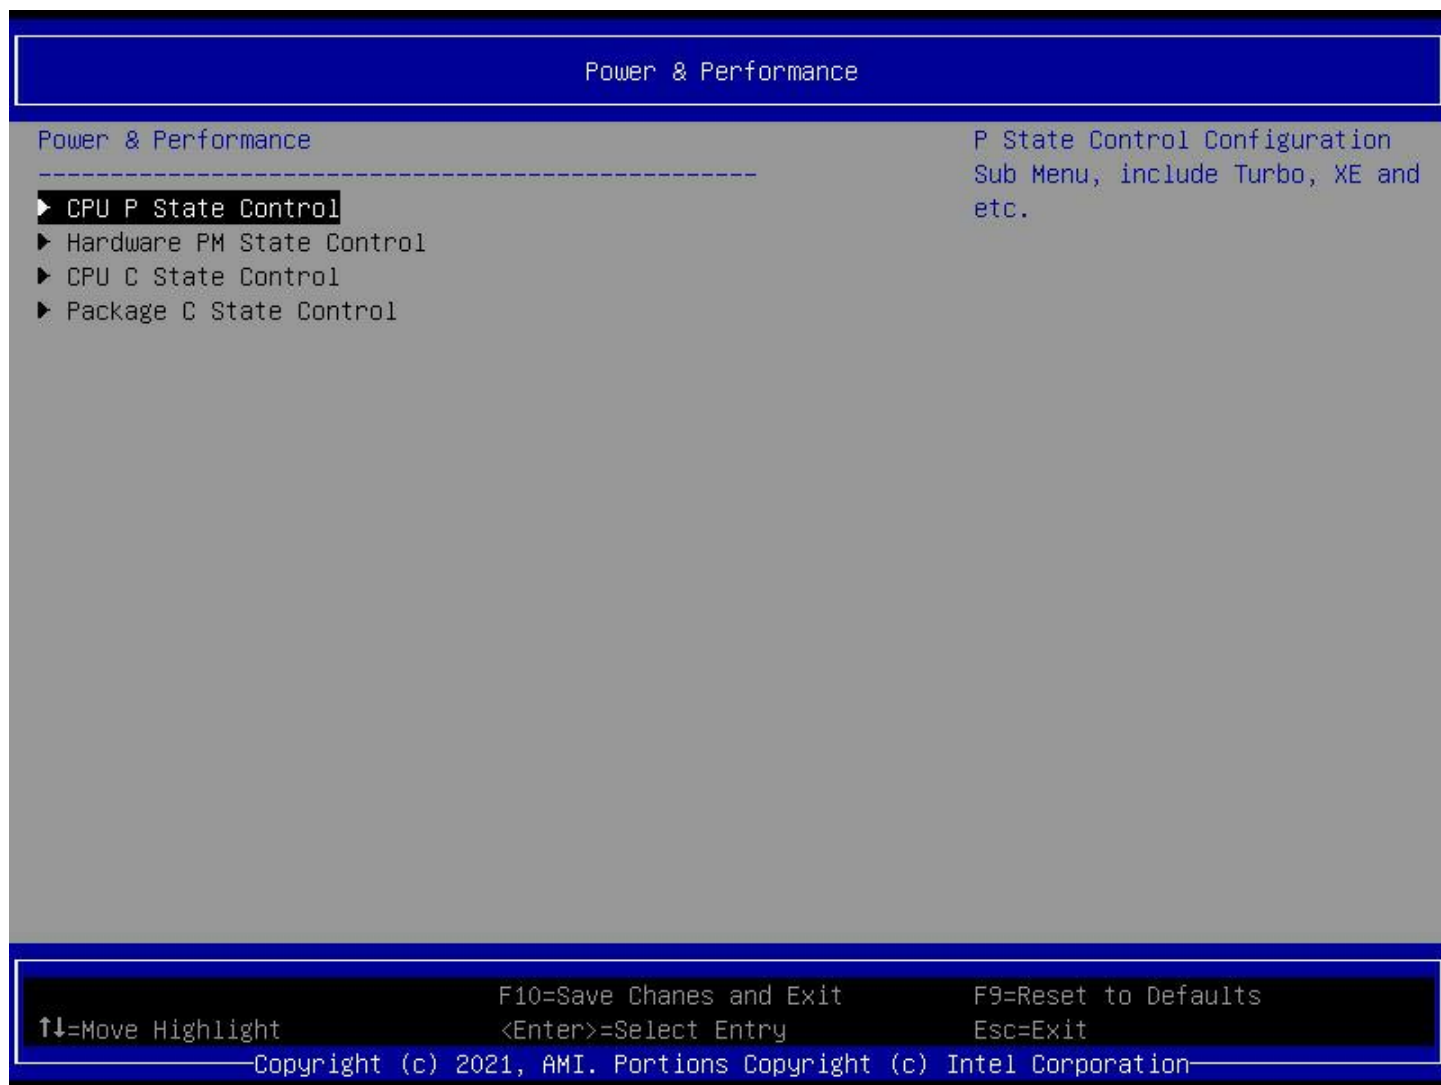 Power & Performance
Power & Performance
--------------------------------------------------
▶ CPU P State Control
▶ Hardware PM State Control
▶ CPU C State Control
▶ Package C State Control
P State Control Configuration
Sub Menu, include Turbo, XE and
etc.
F10=Save Chanes and Exit
F9=Reset to Defaults
↑↓=Move Highlight
<Enter>=Select Entry
Esc=Exit
Copyright (c) 2021, AMI. Portions Copyright (c) Intel Corporation